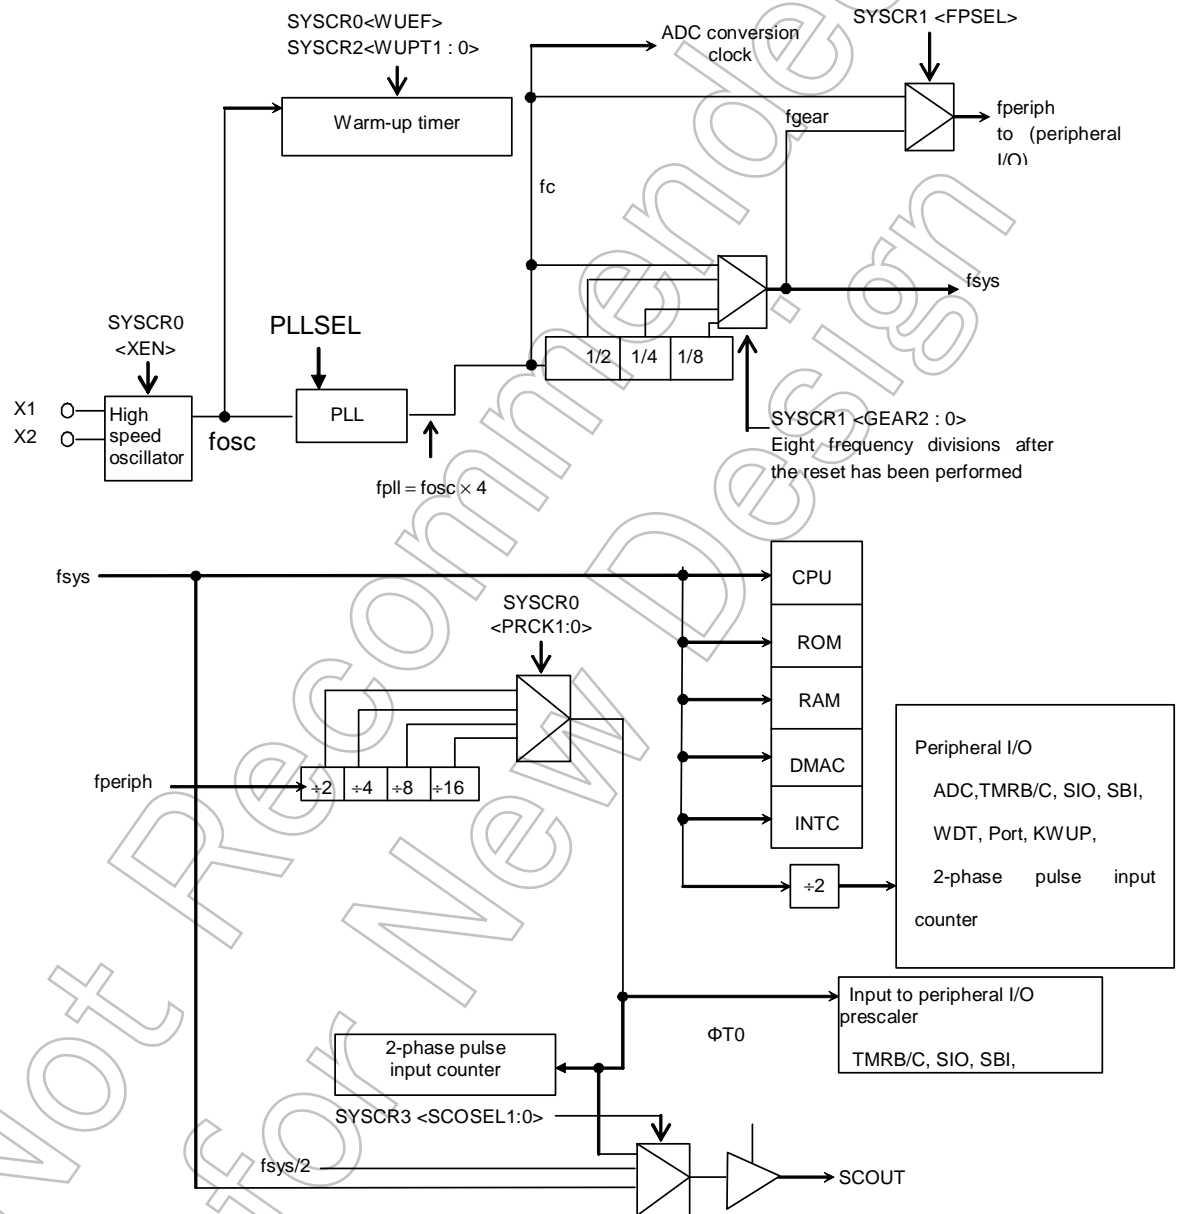 SYSCR0<WUEF>
SYSCR2<WUPT1 : 0>
ADC conversion
clock
SYSCR1 <FPSEL>
Warm-up timer
fgear
fperiph
to (peripheral
I/O)
fc
fsys
SYSCR0
<XEN>
PLLSEL
1/2 1/4 1/8
X1
X2
High
speed
oscillator
fosc
PLL
fpll = fosc × 4
SYSCR1 <GEAR2 : 0>
Eight frequency divisions after
the reset has been performed
fsys
SYSCR0
<PRCK1:0>
CPU
ROM
RAM
DMAC
INTC
fperiph
÷2 ÷4 ÷8 ÷16
÷2
Peripheral I/O
ADC,TMRB/C, SIO, SBI,
WDT, Port, KWUP,
2-phase pulse input
counter
Input to peripheral I/O
prescaler
TMRB/C, SIO, SBI,
ΦT0
2-phase pulse
input counter
SYSCR3 <SCOSEL1:0>
fsys/2
SCOUT
Not Recommended
for New Design